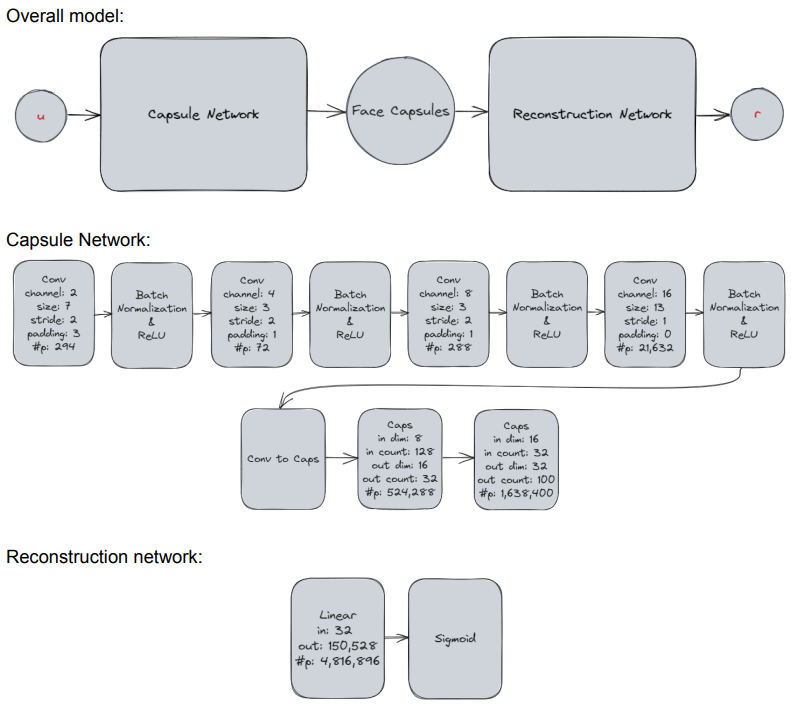 Overall model:
u
Capsule Network
Face Capsules
Reconstruction Network
r
Capsule Network:
Conv
channel: 2
size: 7
stride: 2
padding: 3
#p: 294
Batch
Normalization
&
ReLU
Conv
channel: 4
size: 3
stride: 2
padding: 1
#p: 72
Batch
Normalization
&
ReLU
Conv
channel: 8
size: 3
stride: 2
padding: 1
#p: 288
Batch
Normalization
&
ReLU
Conv
channel: 16
size: 13
stride: 1
padding: 0
#p: 21,632
Batch
Normalization
&
ReLU
Conv to Caps
Caps
in dim: 8
in count: 128
out dim: 16
out count: 32
#p: 524,288
Caps
in dim: 16
in count: 32
out dim: 32
out count: 100
#p: 1,638,400
Reconstruction network:
Linear
in: 32
out: 150,528
#p: 4,816,896
Sigmoid